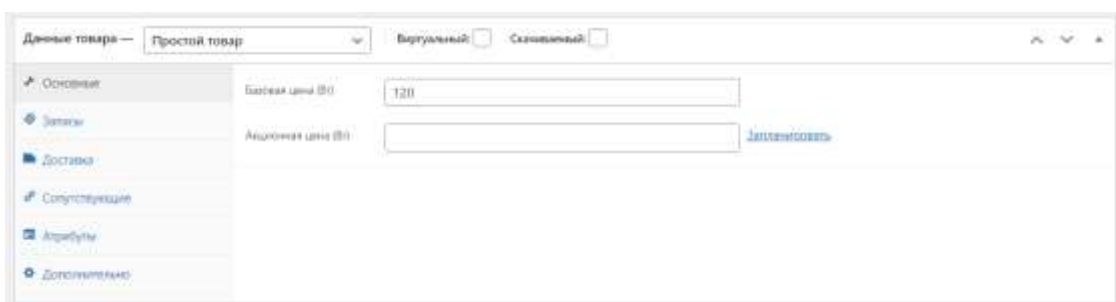 Данные товара — Простой товар Виртуальный: Скачиваемый:
Основные
Базовая цена (Br)
120
Запасы
Акционная цена (Br)
Запланировать
Доставка
Сопутствующие
Атрибуты
Дополнительно